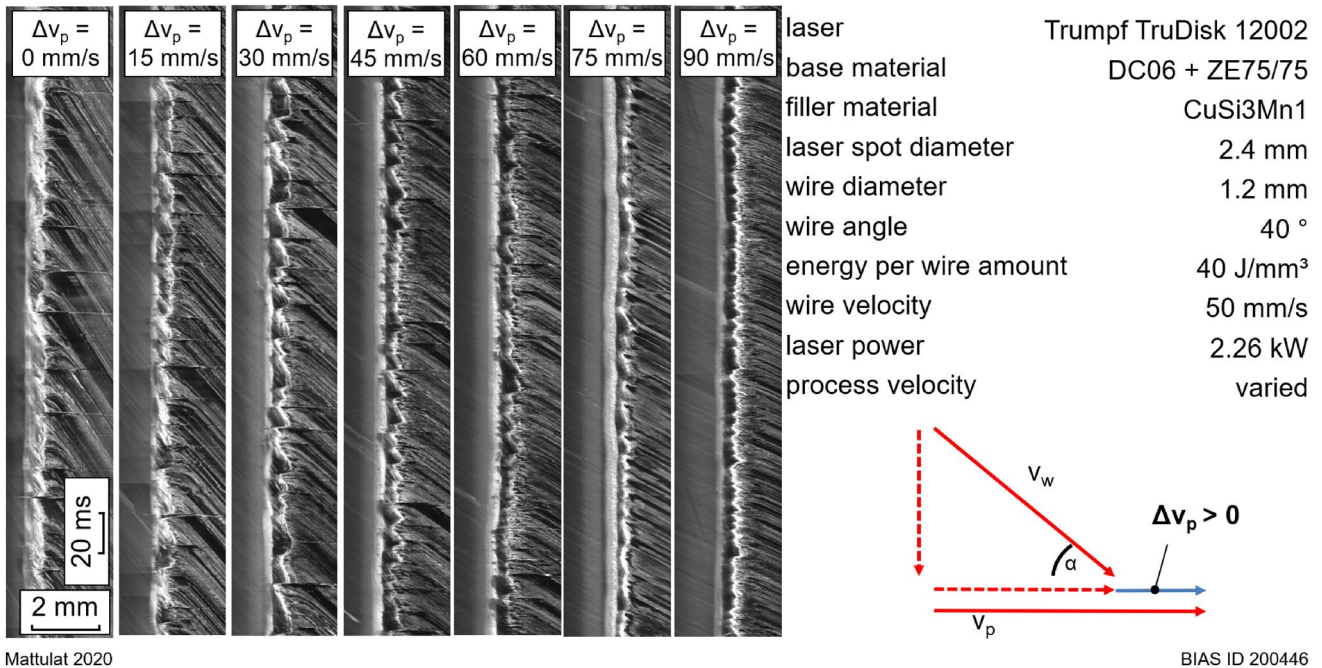 Δvp = 0 mm/s
Δvp = 15 mm/s
Δvp = 30 mm/s
Δvp = 45 mm/s
Δvp = 60 mm/s
Δvp = 75 mm/s
Δvp = 90 mm/s
20 ms
2 mm
laser Trumpf TruDisk 12002
base material DC06 + ZE75/75
filler material CuSi3Mn1
laser spot diameter 2.4 mm
wire diameter 1.2 mm
wire angle 40 °
energy per wire amount 40 J/mm³
wire velocity 50 mm/s
laser power 2.26 kW
process velocity varied
vw
Δvp > 0
α
vp
Mattulat 2020
BIAS ID 200446